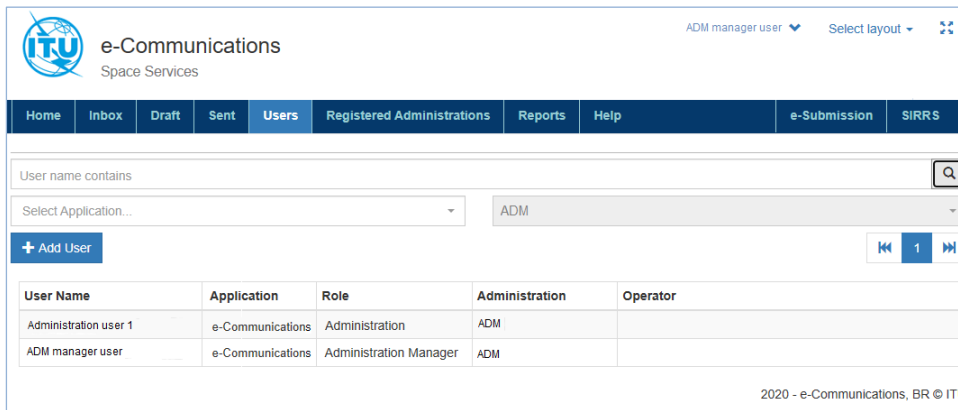 ADM manager user Select layout
ITU e-Communications
Space Services
Home Inbox Draft Sent Users Registered Administrations Reports Help e-Submission SIRRS
User name contains
Select Application... ADM
+ Add User 1
User Name Application Role Administration Operator
Administration user 1 e-Communications Administration ADM
ADM manager user e-Communications Administration Manager ADM
2020 - e-Communications, BR © IT